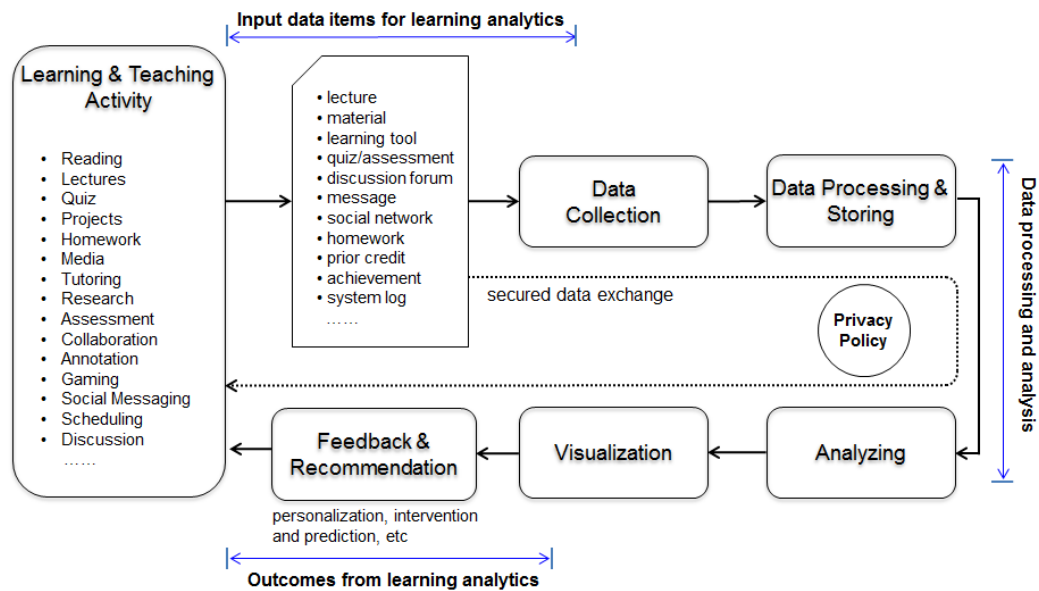 Input data items for learning analytics
Learning & Teaching
Activity
• Reading
• Lectures
• Quiz
• Projects
• Homework
• Media
• Tutoring
• Research
• Assessment
• Collaboration
• Annotation
• Gaming
• Social Messaging
• Scheduling
• Discussion
……
• lecture
• material
• learning tool
• quiz/assessment
• discussion forum
• message
• social network
• homework
• prior credit
• achievement
• system log
……
Data
Collection
Data Processing &
Storing
Data processing and analysis
secured data exchange
Privacy
Policy
Feedback &
Recommendation
Visualization
Analyzing
personalization, intervention
and prediction, etc
Outcomes from learning analytics